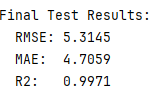 Final Test Results:
RMSE: 5.3145
MAE: 4.7059
R2: 0.9971